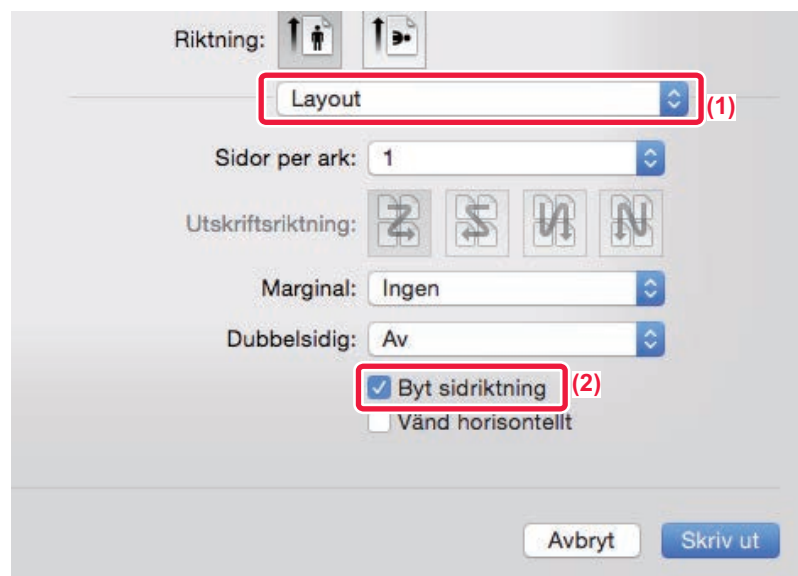 Riktning:
Layout
(1)
Sidor per ark: 1
Utskriftsriktning:
Marginal: Ingen
Dubbelsidig: Av
Byt sidriktning (2)
Vänd horisontellt
Avbryt Skriv ut